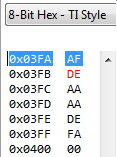 8-Bit Hex - TI Style
0x03FA AF
0x03FB DE
0x03FC AA
0x03FD AA
0x03FE DE
0x03FF FA
0x0400 00